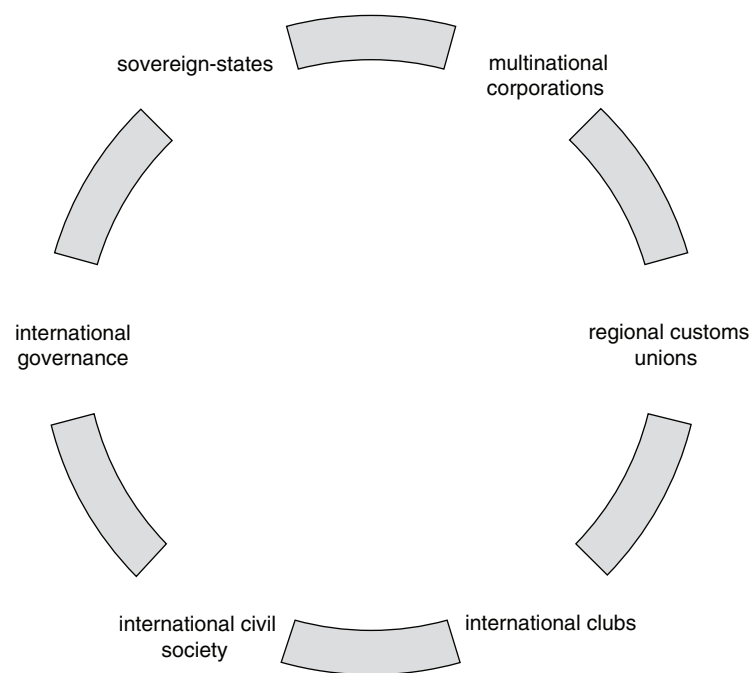 sovereign-states
multinational
corporations
international
governance
regional customs
unions
international civil
society
international clubs